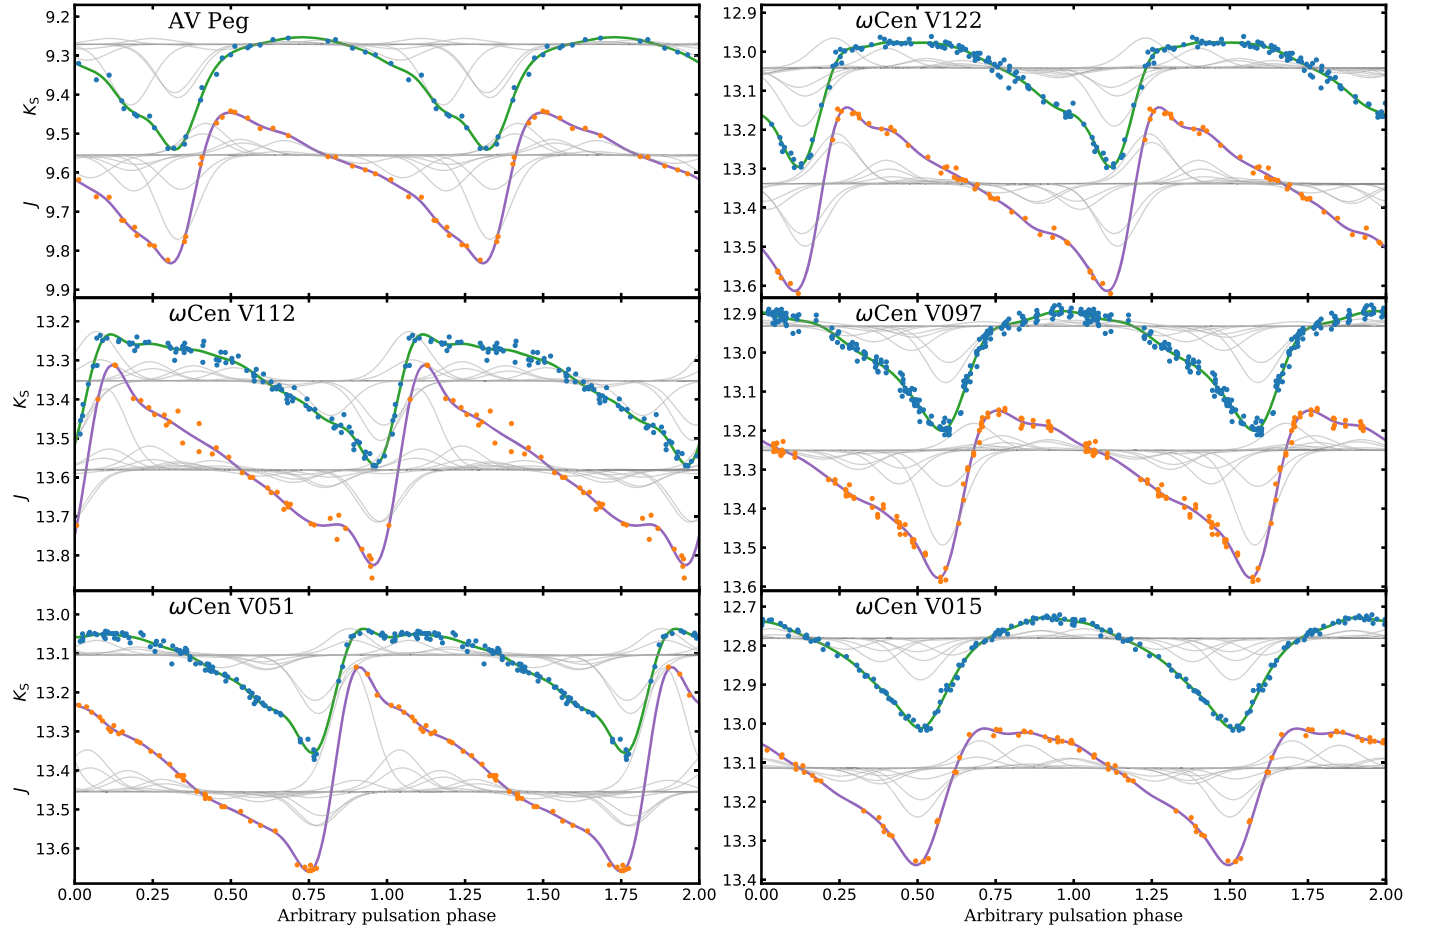 AV Peg
9.2
9.3
9.4
9.5
9.6
9.7
9.8
9.9
K_S
J
ωCen V122
12.9
13.0
13.1
13.2
13.3
13.4
13.5
13.6
ωCen V112
13.2
13.3
13.4
13.5
13.6
13.7
13.8
K_S
J
ωCen V097
12.9
13.0
13.1
13.2
13.3
13.4
13.5
13.6
ωCen V051
13.0
13.1
13.2
13.3
13.4
13.5
13.6
K_S
J
0.00 0.25 0.50 0.75 1.00 1.25 1.50 1.75 2.00
Arbitrary pulsation phase
ωCen V015
12.7
12.8
12.9
13.0
13.1
13.2
13.3
13.4
0.00 0.25 0.50 0.75 1.00 1.25 1.50 1.75 2.00
Arbitrary pulsation phase